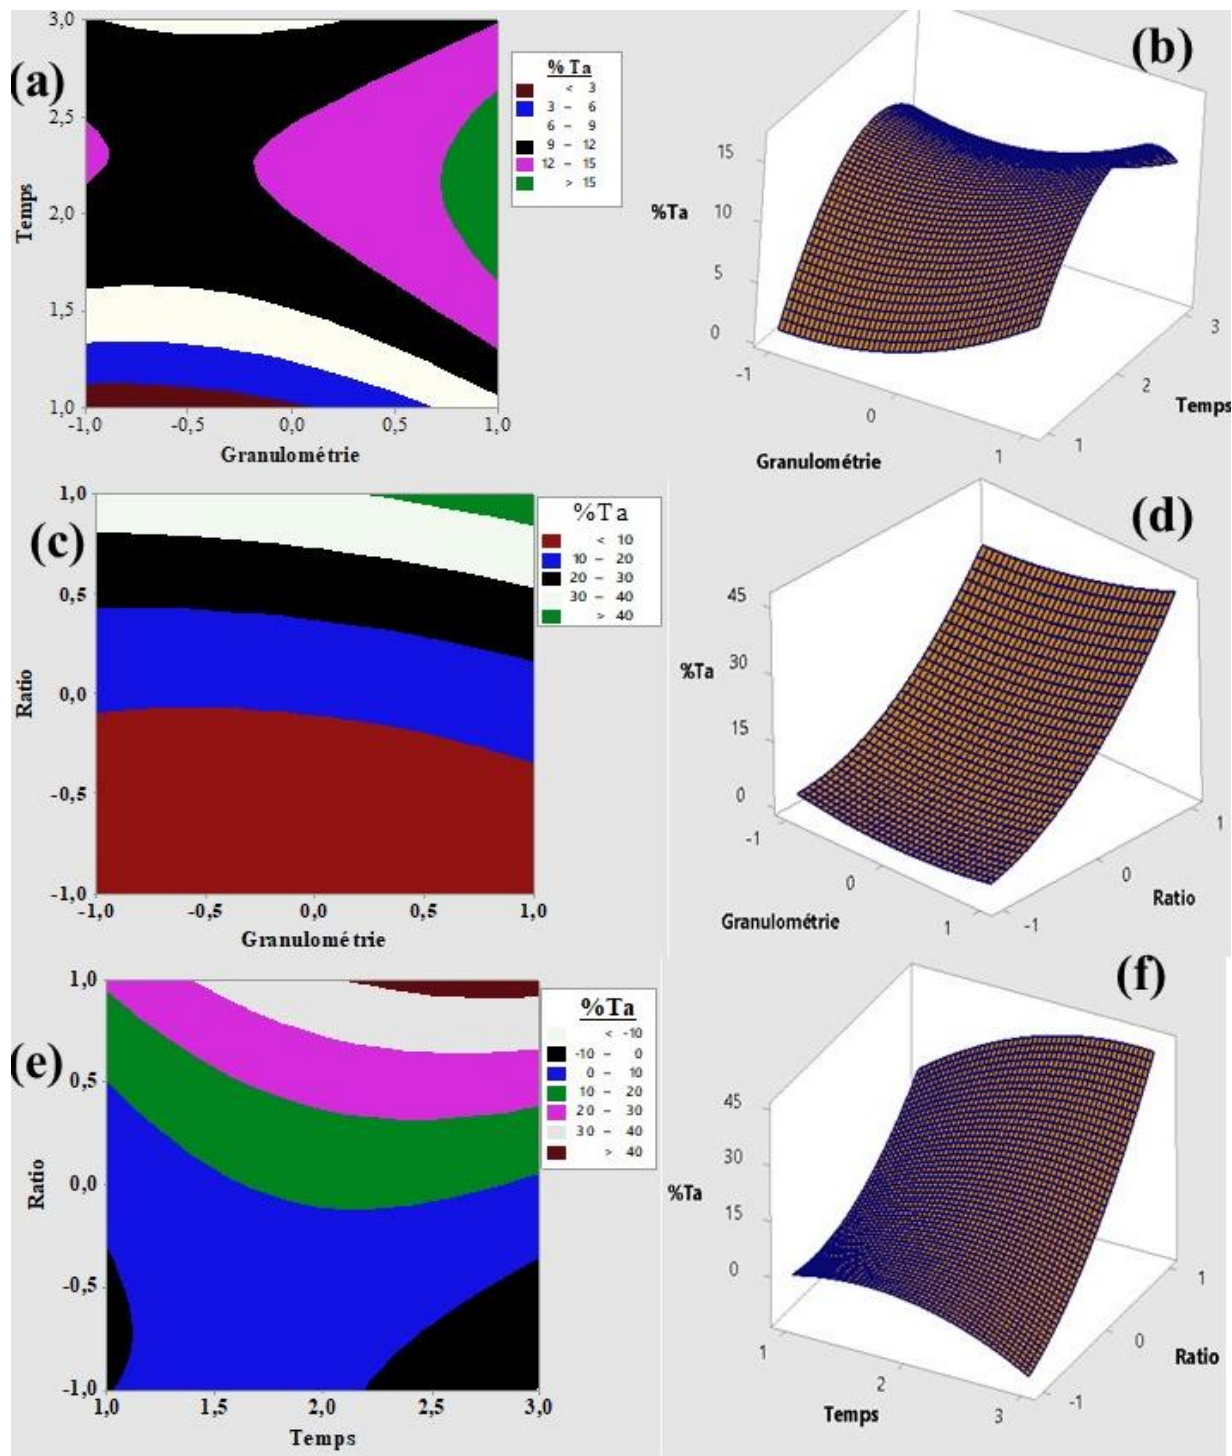 (a)
3,0
2,5
2,0
1,5
1,0
Temps
-1,0 -0,5 0,0 0,5 1,0
Granulométrie
%Ta
< 3
3 – 6
6 – 9
9 – 12
12 – 15
> 15
(b)
15
10
5
0
%Ta
-1 0 1
Granulométrie
1 2 3
Temps
(c)
1,0
0,5
0,0
-0,5
-1,0
Ratio
-1,0 -0,5 0,0 0,5 1,0
Granulométrie
%Ta
< 10
10 – 20
20 – 30
30 – 40
> 40
(d)
45
30
15
0
%Ta
-1 0 1
Granulométrie
-1 0 1
Ratio
(e)
1,0
0,5
0,0
-0,5
-1,0
Ratio
1,0 1,5 2,0 2,5 3,0
Temps
%Ta
< -10
-10 – 0
0 – 10
10 – 20
20 – 30
30 – 40
> 40
(f)
45
30
15
0
%Ta
1 2 3
Temps
-1 0 1
Ratio